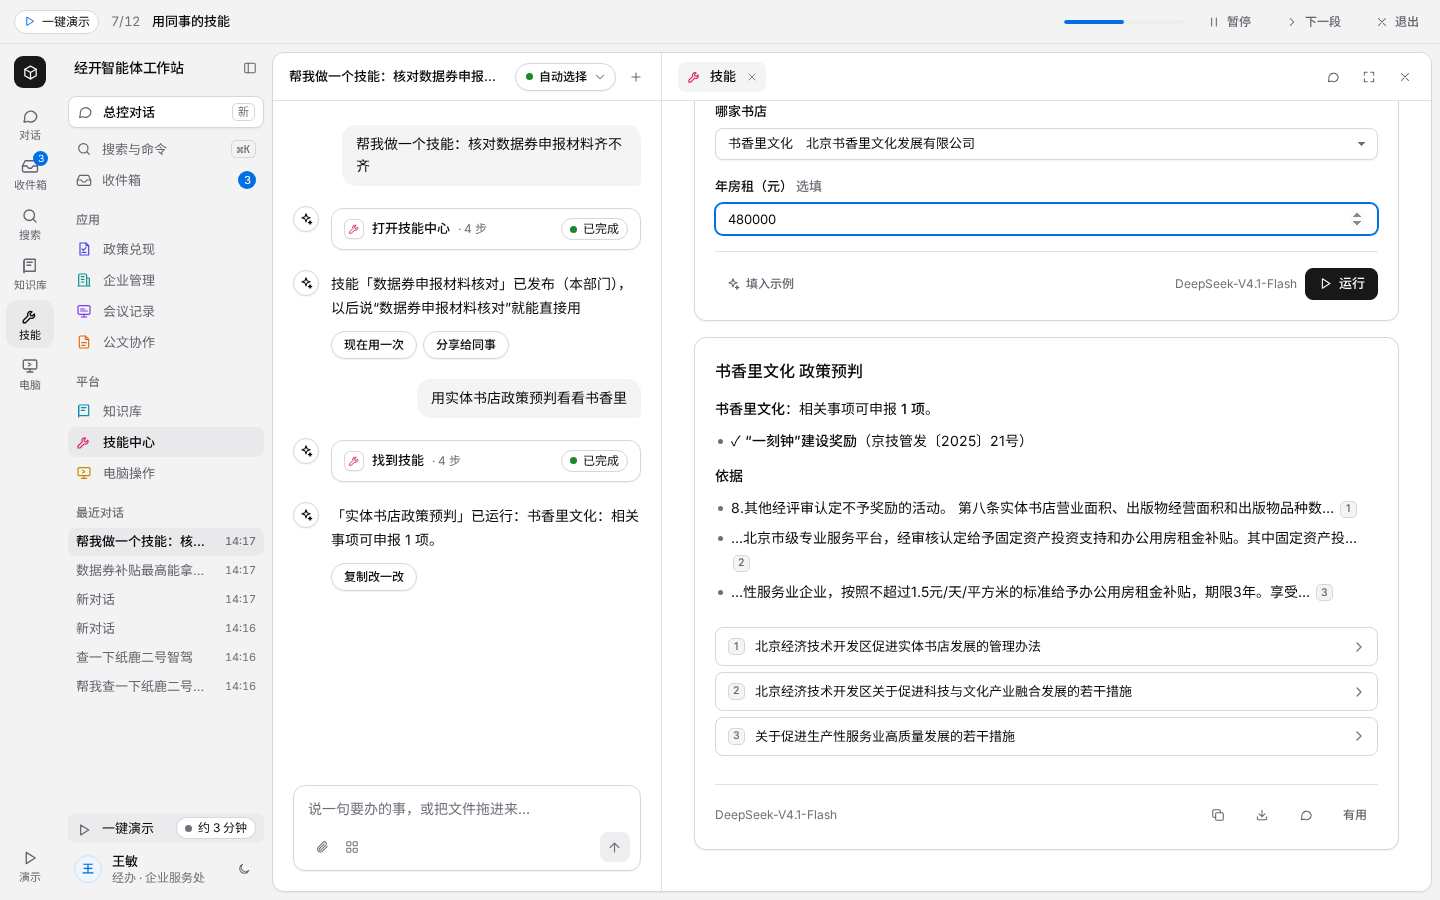 一键演示
7/12 用同事的技能
暂停
下一段
退出
对话
3
收件箱
搜索
知识库
技能
电脑
演示
经开智能体工作站
总控对话 新
搜索与命令 ⌘K
收件箱 3
应用
政策兑现
企业管理
会议记录
公文协作
平台
知识库
技能中心
电脑操作
最近对话
帮我做一个技能：核... 14:17
数据券补贴最高能拿... 14:17
新对话 14:17
新对话 14:16
查一下纸鹿二号智驾 14:16
帮我查一下纸鹿二号... 14:16
一键演示 约 3 分钟
王 王敏
经办 · 企业服务处
帮我做一个技能：核对数据券申报... 自动选择
帮我做一个技能：核对数据券申报材料齐不
齐
打开技能中心 · 4 步 已完成
技能「数据券申报材料核对」已发布（本部门），
以后说“数据券申报材料核对”就能直接用
现在用一次 分享给同事
用实体书店政策预判看看书香里
找到技能 · 4 步 已完成
「实体书店政策预判」已运行：书香里文化：相关
事项可申报 1 项。
复制改一改
说一句要办的事，或把文件拖进来...
技能
哪家书店
书香里文化 北京书香里文化发展有限公司
年房租（元） 选填
480000
填入示例 DeepSeek-V4.1-Flash 运行
书香里文化 政策预判
书香里文化：相关事项可申报 1 项。
✓ “一刻钟”建设奖励（京技管发〔2025〕21号）
依据
8.其他经评审认定不予奖励的活动。 第八条实体书店营业面积、出版物经营面积和出版物品种数... 1
...北京市级专业服务平台，经审核认定给予固定资产投资支持和办公用房租金补贴。其中固定资产投...
2
...性服务业企业，按照不超过1.5元/天/平方米的标准给予办公用房租金补贴，期限3年。享受... 3
1 北京经济技术开发区促进实体书店发展的管理办法
2 北京经济技术开发区关于促进科技与文化产业融合发展的若干措施
3 关于促进生产性服务业高质量发展的若干措施
DeepSeek-V4.1-Flash 有用